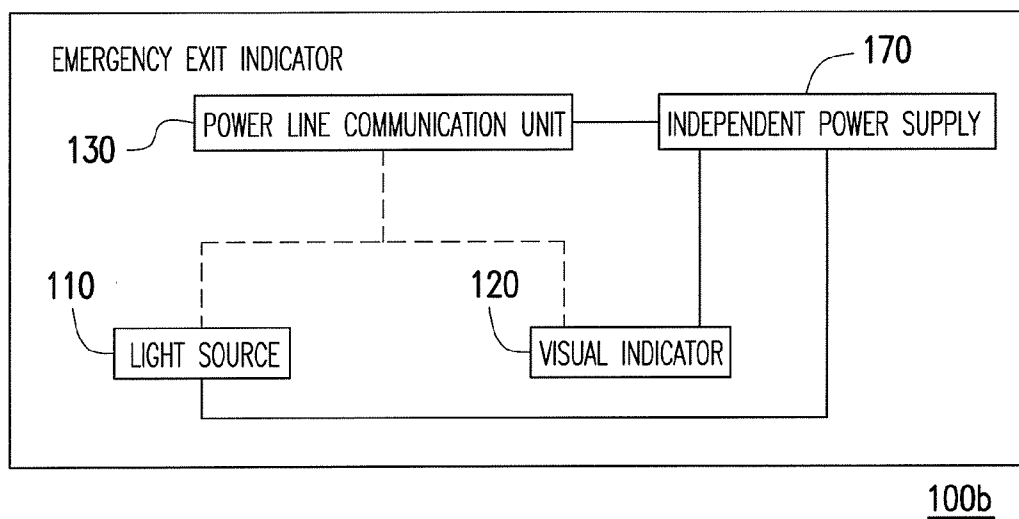 EMERGENCY EXIT INDICATOR
170
POWER LINE COMMUNICATION UNIT
INDEPENDENT POWER SUPPLY
130
110
120
LIGHT SOURCE
VISUAL INDICATOR
100b